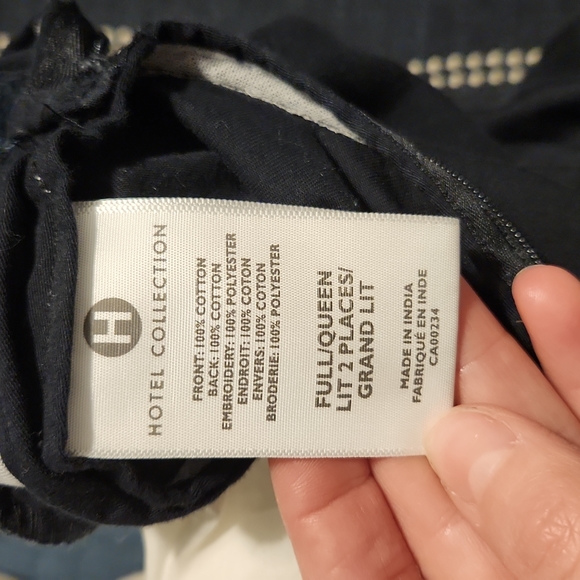 H
HOTEL COLLECTION
FRONT: 100% COTTON
BACK: 100% COTTON
EMBROIDERY: 100% POLYESTER
ENDROIT: 100% COTON
ENVERS: 100% COTON
BRODERIE: 100% POLYESTER
FULL/QUEEN
LIT 2 PLACES/
GRAND LIT
MADE IN INDIA
FABRIQUÉ EN INDE
CA00234